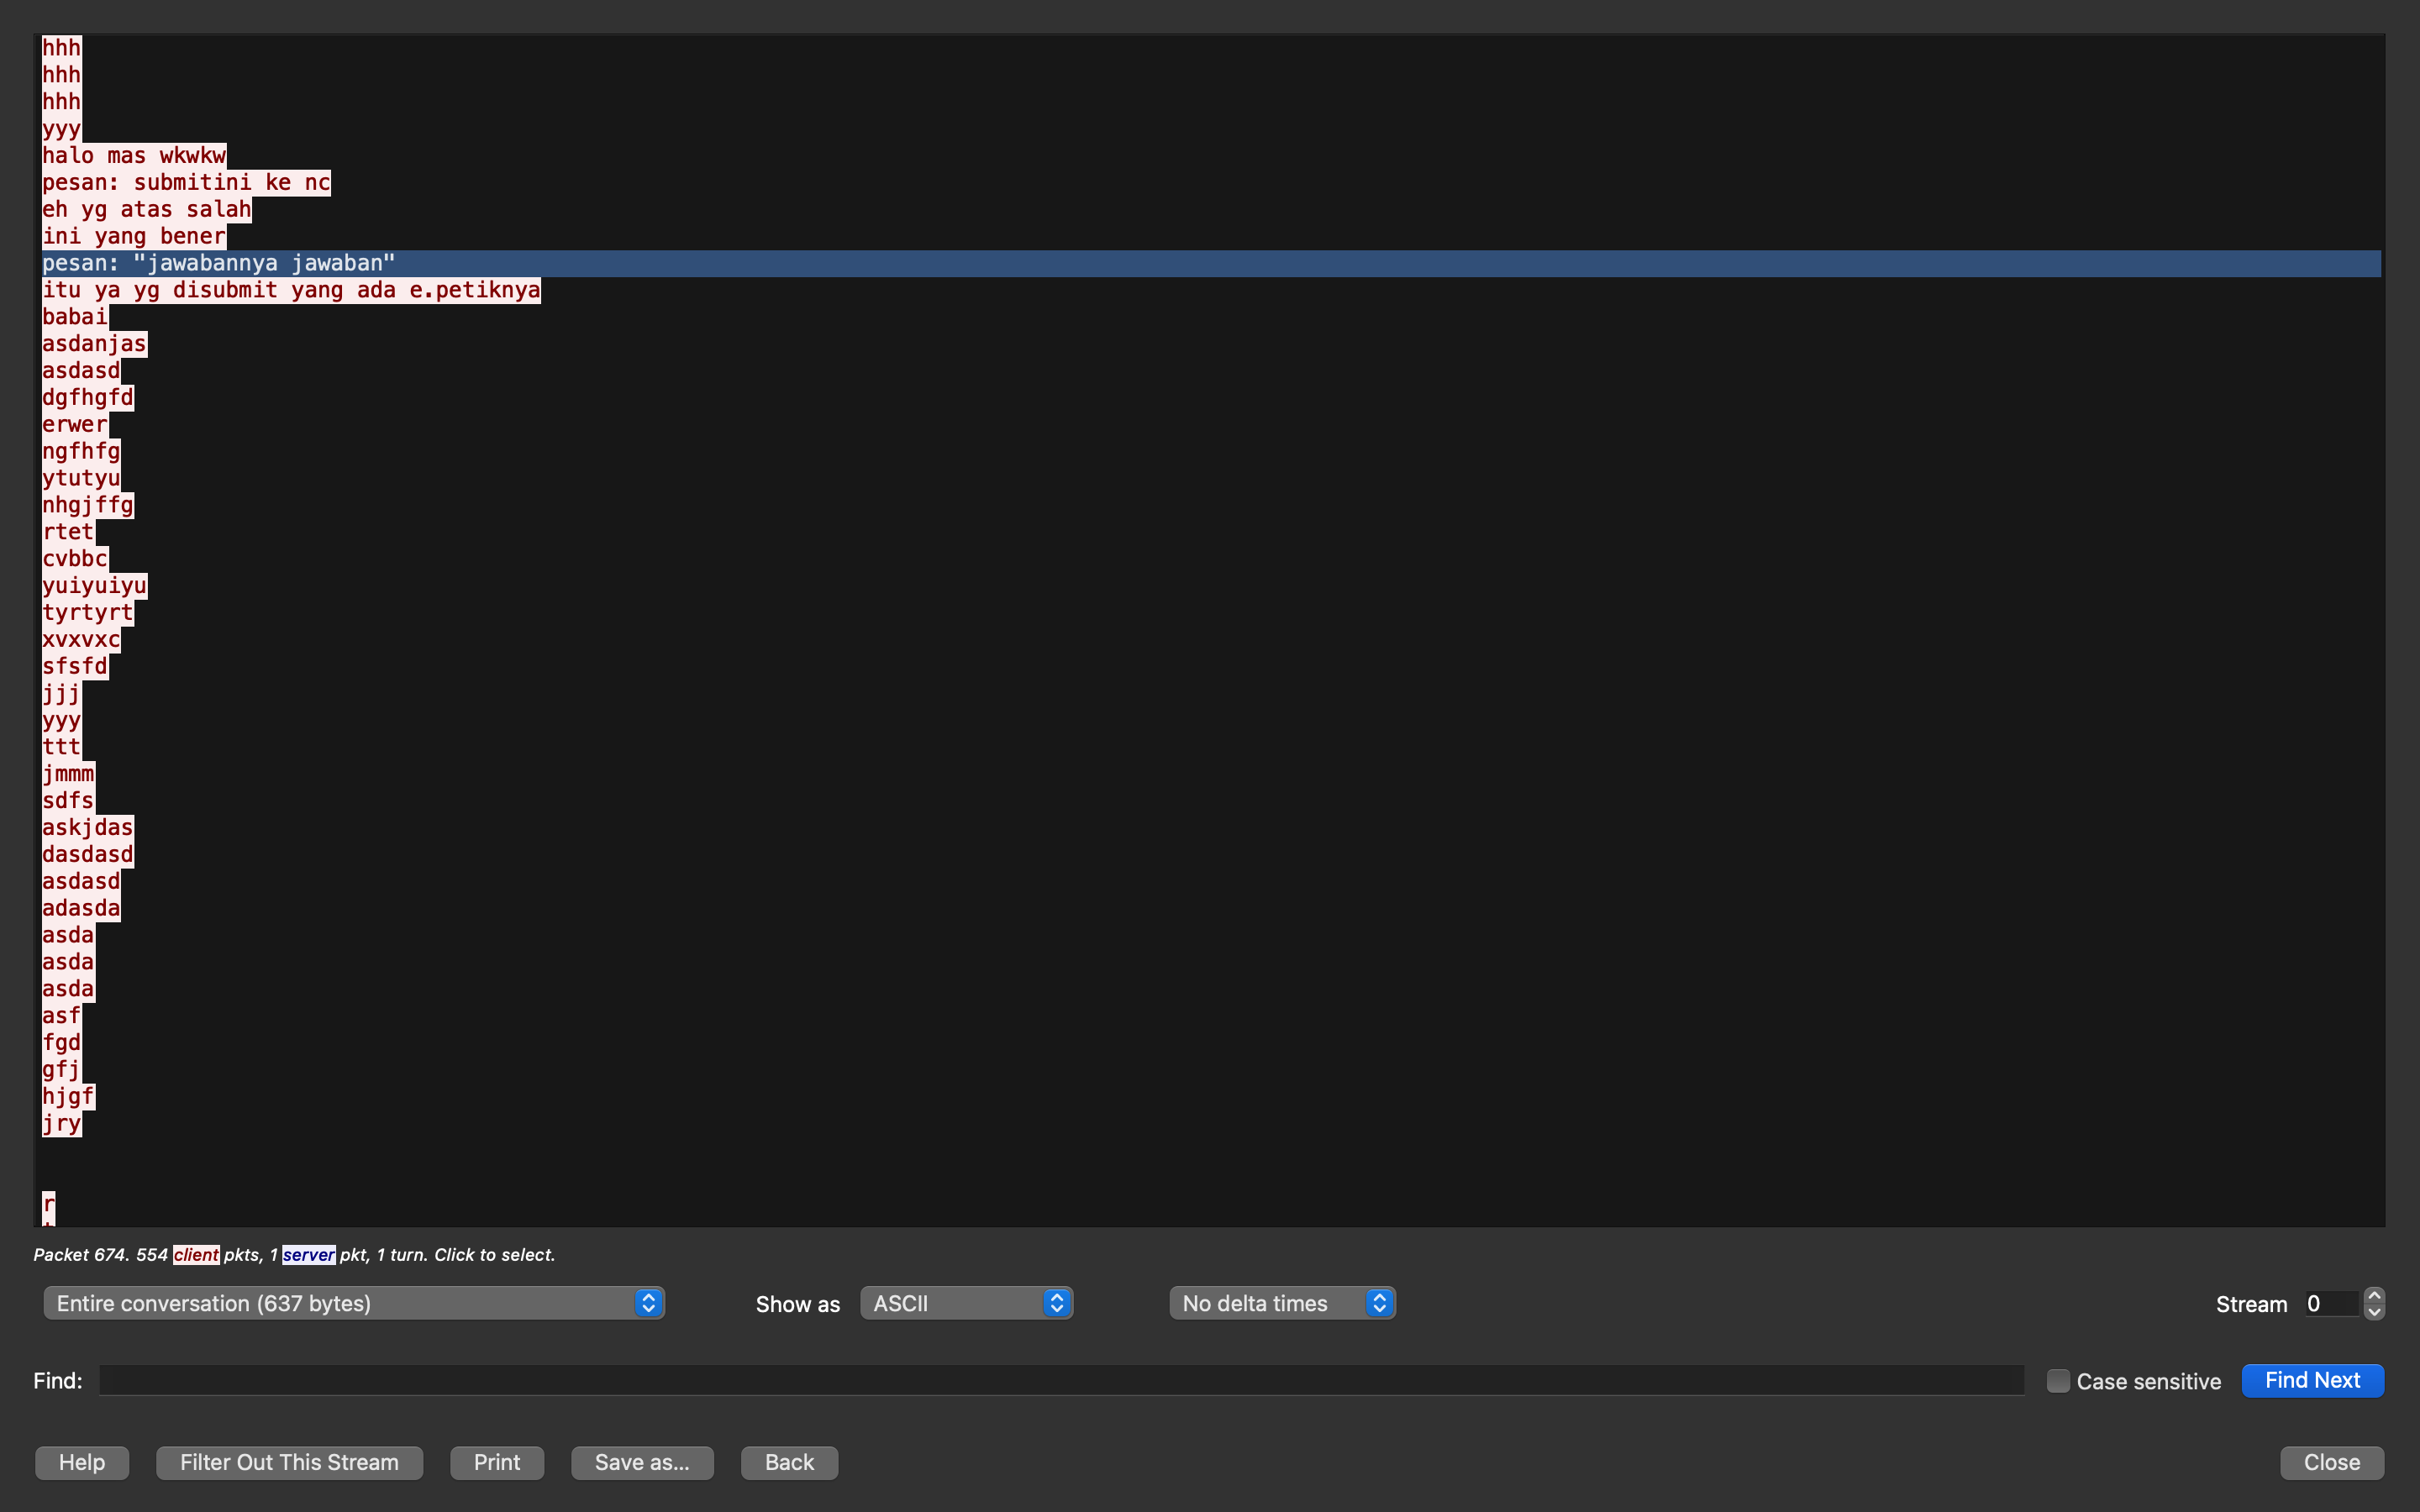 hhh
hhh
hhh
yyy
halo mas wkwkw
pesan: submitini ke nc
eh yg atas salah
ini yang bener
pesan: "jawabannya jawaban"
itu ya yg disubmit yang ada e.petiknya
babai
asdanjas
asdasd
dgfhgfd
erwer
ngfhfg
ytutyu
nhgjffg
rtet
cvbbc
yuiyuiyu
tyrtyrt
xvxvxc
sfsfd
jjj
yyy
ttt
jmmm
sdfs
askjdas
dasdasd
asdasd
adasda
asda
asda
asda
asf
fgd
gfj
hjgf
jry
r
Packet 674. 554 client pkts, 1 server pkt, 1 turn. Click to select.
Entire conversation (637 bytes) Show as ASCII No delta times Stream 0
Find: Case sensitive Find Next
Help Filter Out This Stream Print Save as... Back Close